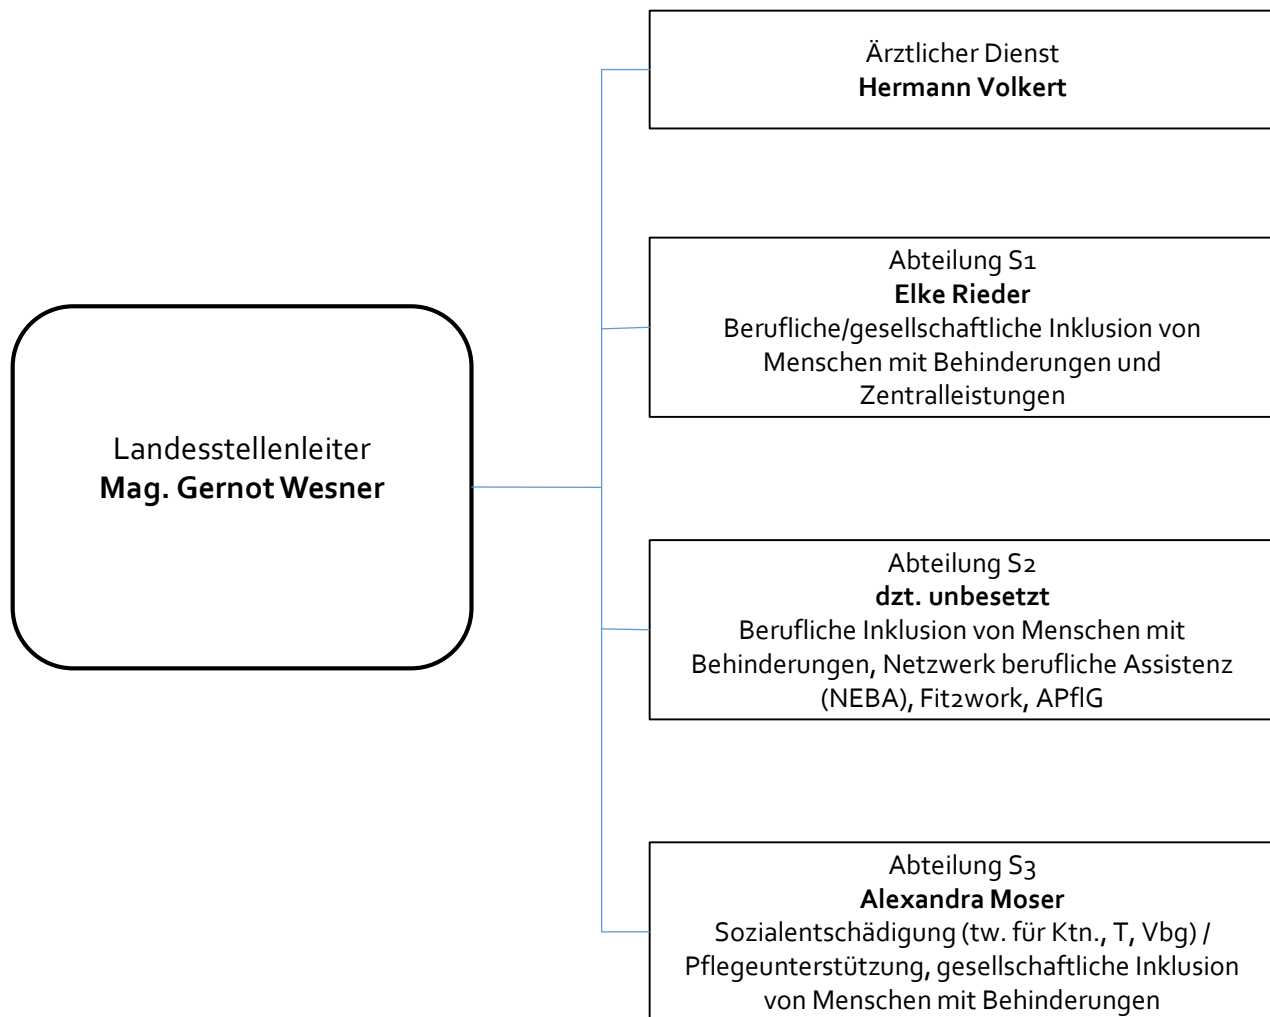 Ärztlicher Dienst
Hermann Volkert
Abteilung S1
Elke Rieder
Berufliche/gesellschaftliche Inklusion von
Menschen mit Behinderungen und
Zentralleistungen
Landesstellenleiter
Mag. Gernot Wesner
Abteilung S2
dzt. unbesetzt
Berufliche Inklusion von Menschen mit
Behinderungen, Netzwerk berufliche Assistenz
(NEBA), Fit2work, APflG
Abteilung S3
Alexandra Moser
Sozialentschädigung (tw. für Ktn., T, Vbg) /
Pflegeunterstützung, gesellschaftliche Inklusion
von Menschen mit Behinderungen